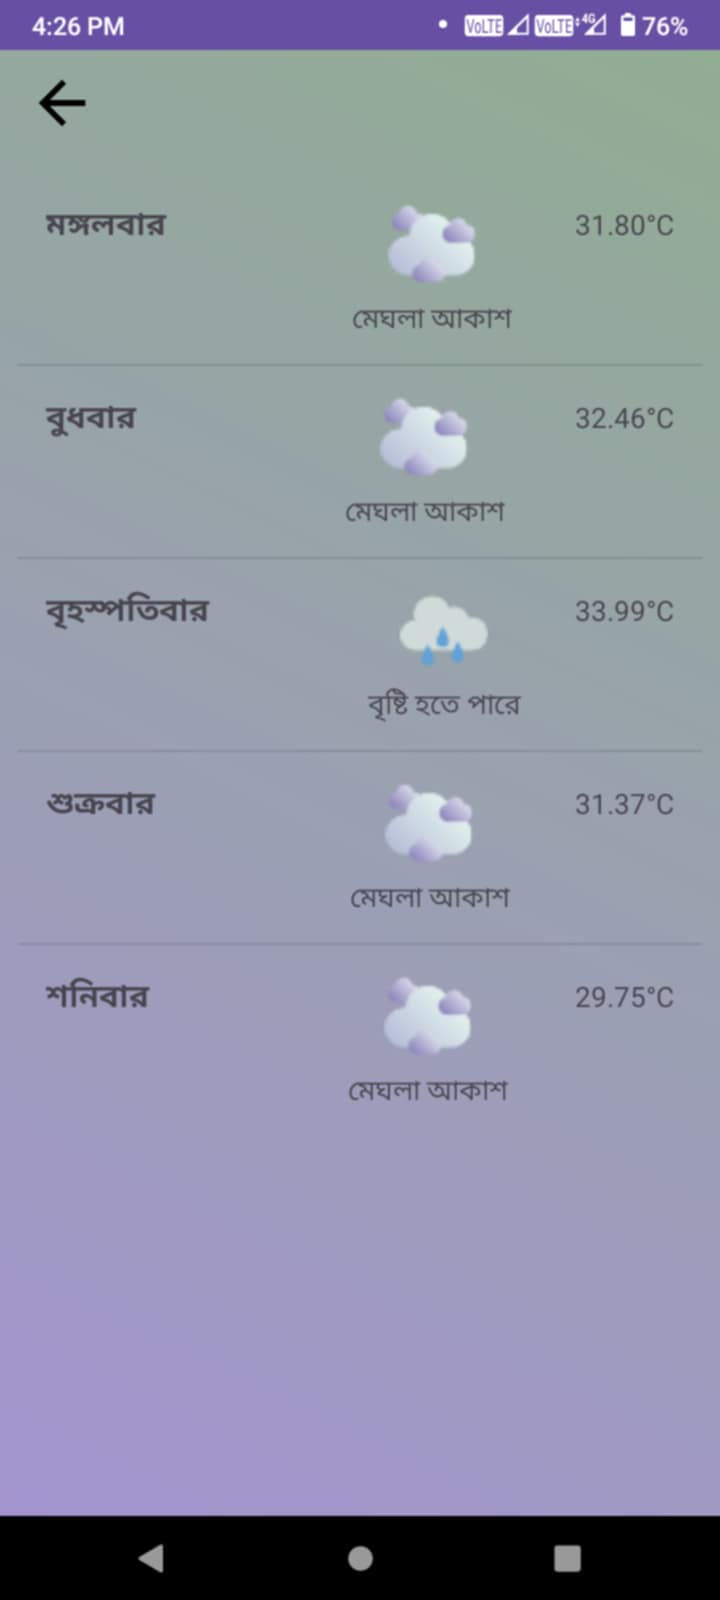 4:26 PM VoLTE VoLTE 4G 76%
মঙ্গলবার 31.80°C
মেঘলা আকাশ
বুধবার 32.46°C
মেঘলা আকাশ
বৃহস্পতিবার 33.99°C
বৃষ্টি হতে পারে
শুক্রবার 31.37°C
মেঘলা আকাশ
শনিবার 29.75°C
মেঘলা আকাশ